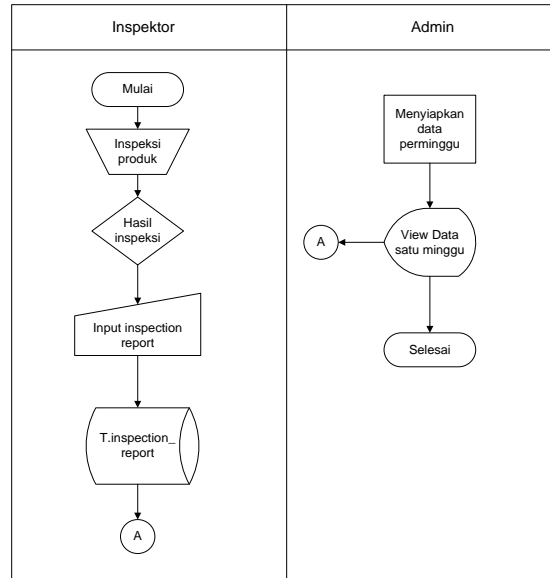 Inspektor
Admin
Mulai
Inspeksi
produk
Hasil
inspeksi
Input inspection
report
T.inspection_
report
A
Menyiapkan
data
perminggu
View Data
satu minggu
A
Selesai